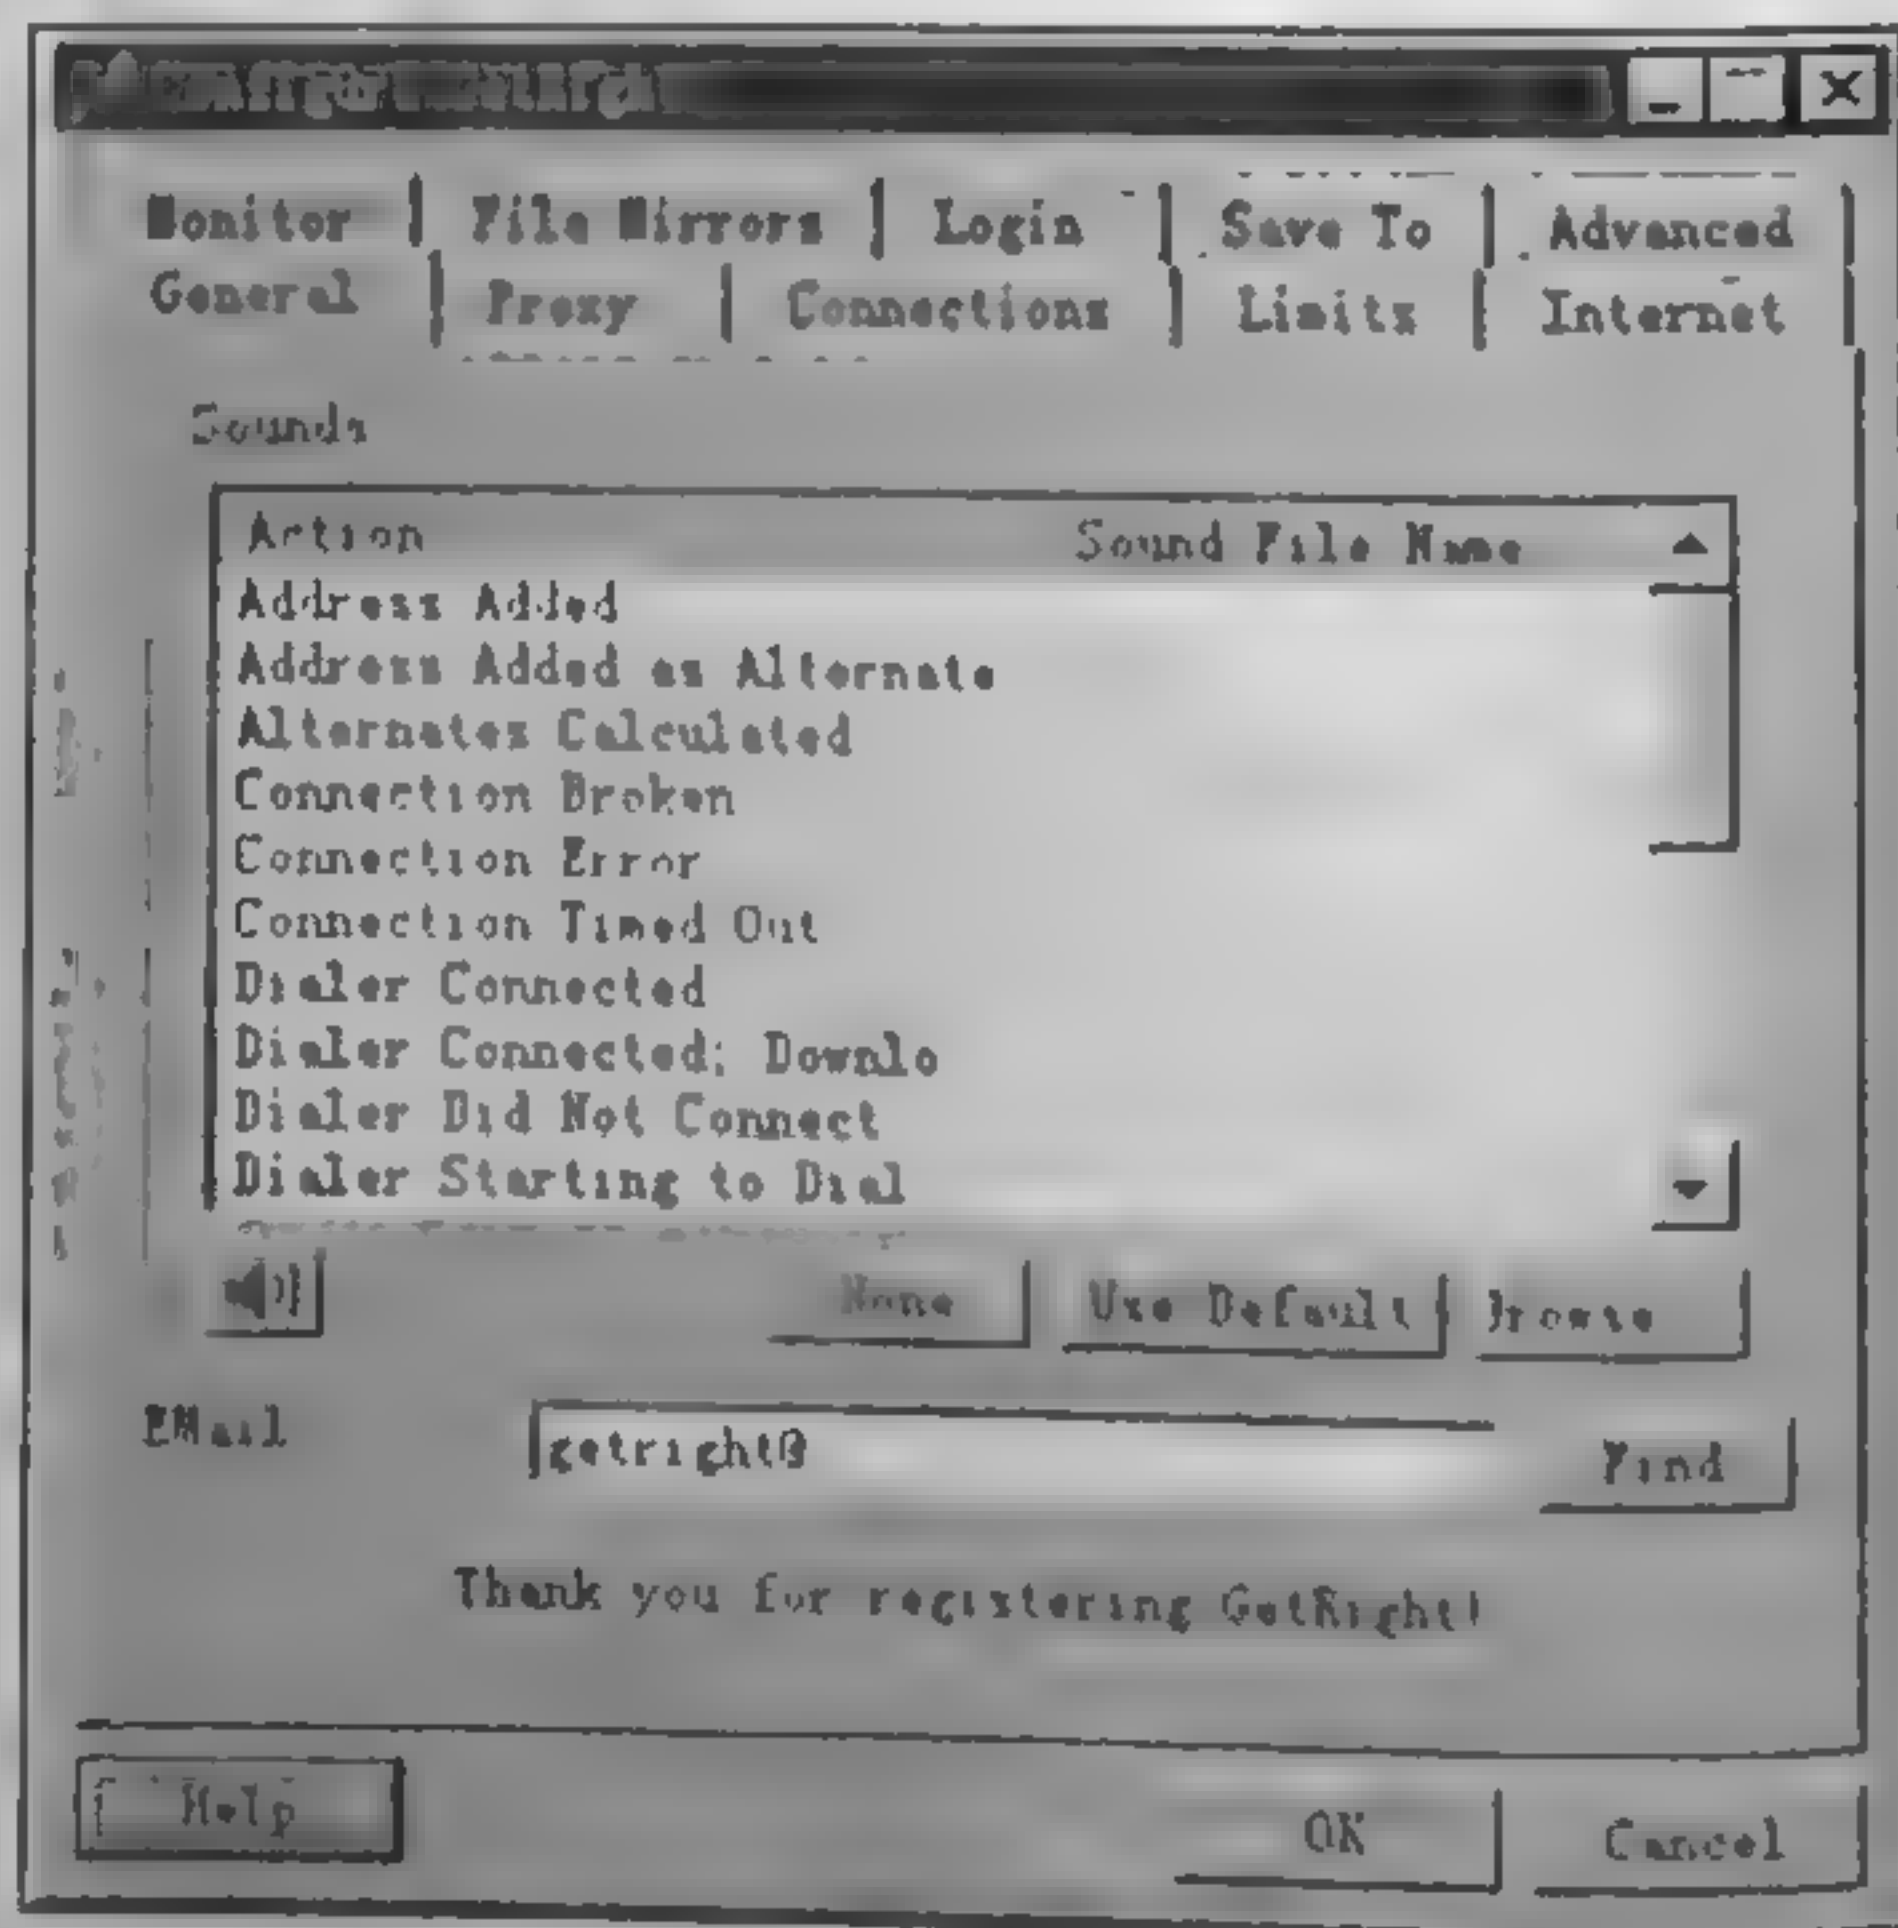 Monitor File Mirrors Login Save To Advanced
General Proxy Connections Limits Internet
Sounds
Action Sound File Name
Address Added
Address Added as Alternate
Alternates Calculated
Connection Broken
Connection Error
Connection Timed Out
Dialer Connected
Dialer Connected; Downlo
Dialer Did Not Connect
Dialer Starting to Dial
None Use Default Browse
EMail getright@ Find
Thank you for registering GetRight!
Help OK Cancel